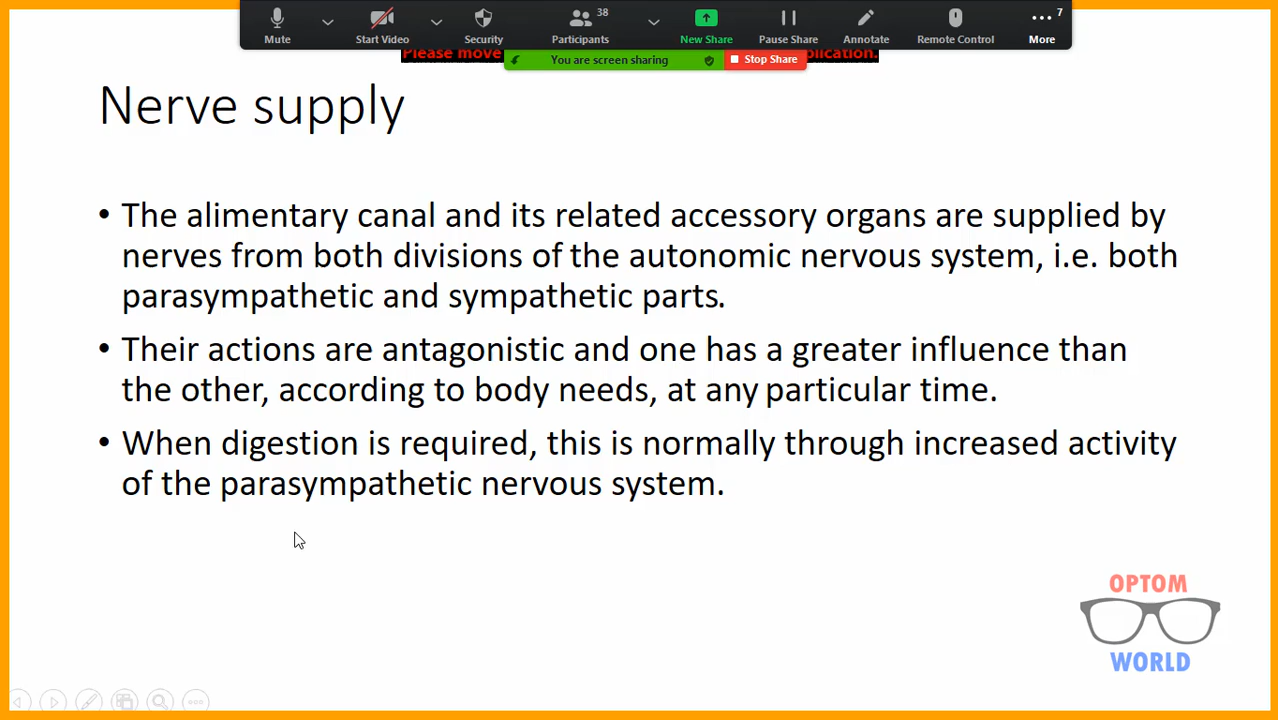 38
7
Mute
Start Video
Security
Participants
New Share
Pause Share
Annotate
Remote Control
More
Please move
You are screen sharing
Stop Share
plication.
Nerve supply
• The alimentary canal and its related accessory organs are supplied by
nerves from both divisions of the autonomic nervous system, i.e. both
parasympathetic and sympathetic parts.
• Their actions are antagonistic and one has a greater influence than
the other, according to body needs, at any particular time.
• When digestion is required, this is normally through increased activity
of the parasympathetic nervous system.
OPTOM
WORLD